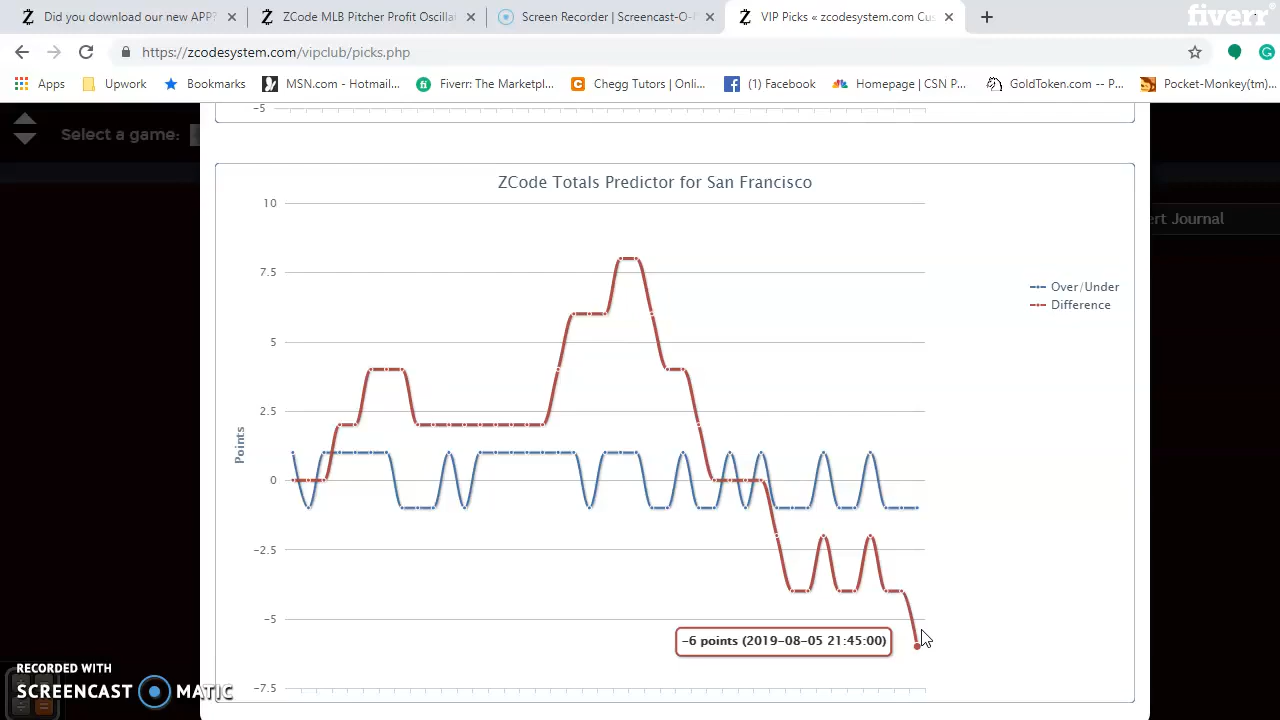 Did you download our new APP?
ZCode MLB Pitcher Profit Oscilla
Screen Recorder | Screencast-O-
VIP Picks « zcodesystem.com Cus
fiverr
https://zcodesystem.com/vipclub/picks.php
Apps Upwork Bookmarks MSN.com - Hotmail... Fiverr: The Marketpl... Chegg Tutors | Onli... (1) Facebook Homepage | CSN P... GoldToken.com -- P... Pocket-Monkey(tm)...
−5
Select a game:
ert Journal
ZCode Totals Predictor for San Francisco
10
7.5
5
2.5
0
−2.5
−5
−7.5
Points
Over/Under
Difference
−6 points (2019-08-05 21:45:00)
RECORDED WITH
SCREENCAST MATIC